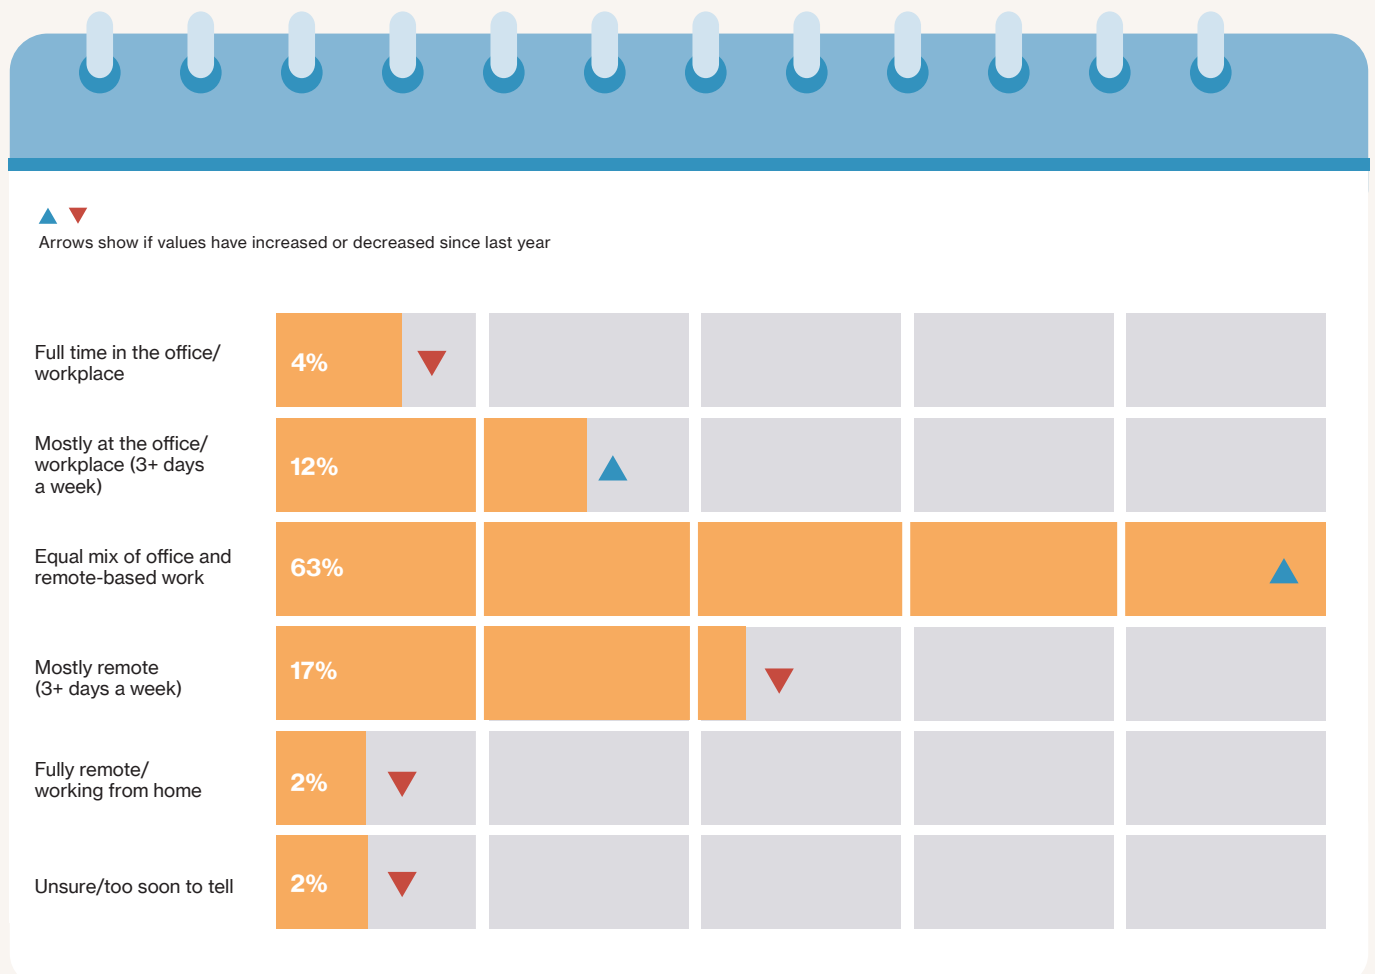 Arrows show if values have increased or decreased since last year
Full time in the office/
workplace
4%
Mostly at the office/
workplace (3+ days
a week)
12%
Equal mix of office and
remote-based work
63%
Mostly remote
(3+ days a week)
17%
Fully remote/
working from home
2%
Unsure/too soon to tell
2%